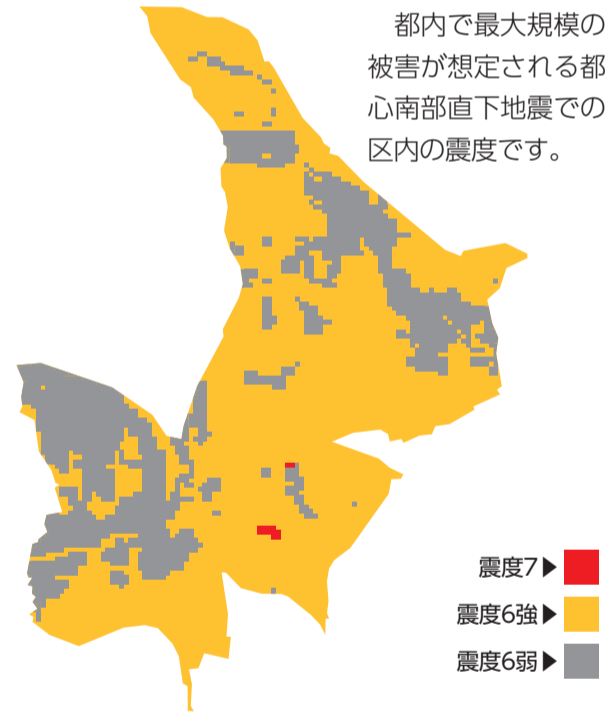 都内で最大規模の
被害が想定される都
心南部直下地震での
区内の震度です。
震度7▶
震度6強▶
震度6弱▶